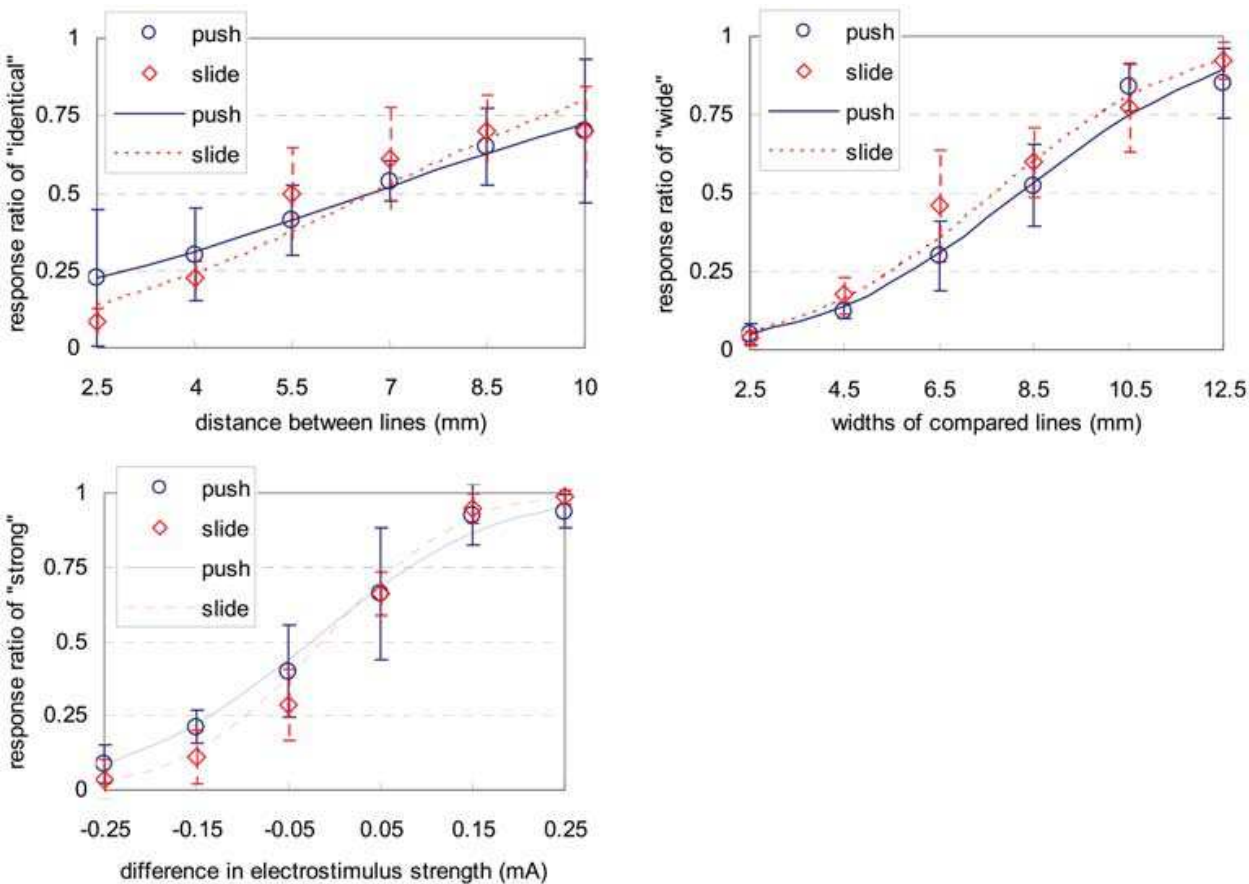 push
slide
push
slide
1
0.75
0.5
0.25
0
response ratio of "identical"
2.5 4 5.5 7 8.5 10
distance between lines (mm)
push
slide
push
slide
1
0.75
0.5
0.25
0
response ratio of "wide"
2.5 4.5 6.5 8.5 10.5 12.5
widths of compared lines (mm)
push
slide
push
slide
1
0.75
0.5
0.25
0
response ratio of "strong"
-0.25 -0.15 -0.05 0.05 0.15 0.25
difference in electrostimulus strength (mA)